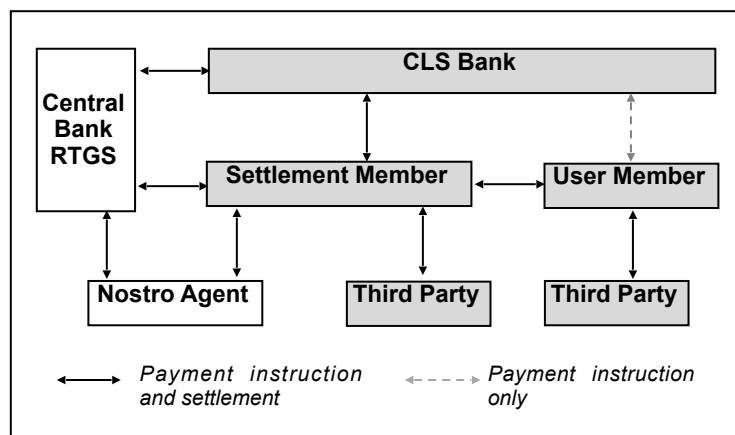 CLS Bank
Central
Bank
RTGS
Settlement Member
User Member
Nostro Agent
Third Party
Third Party
Payment instruction
and settlement
Payment instruction
only